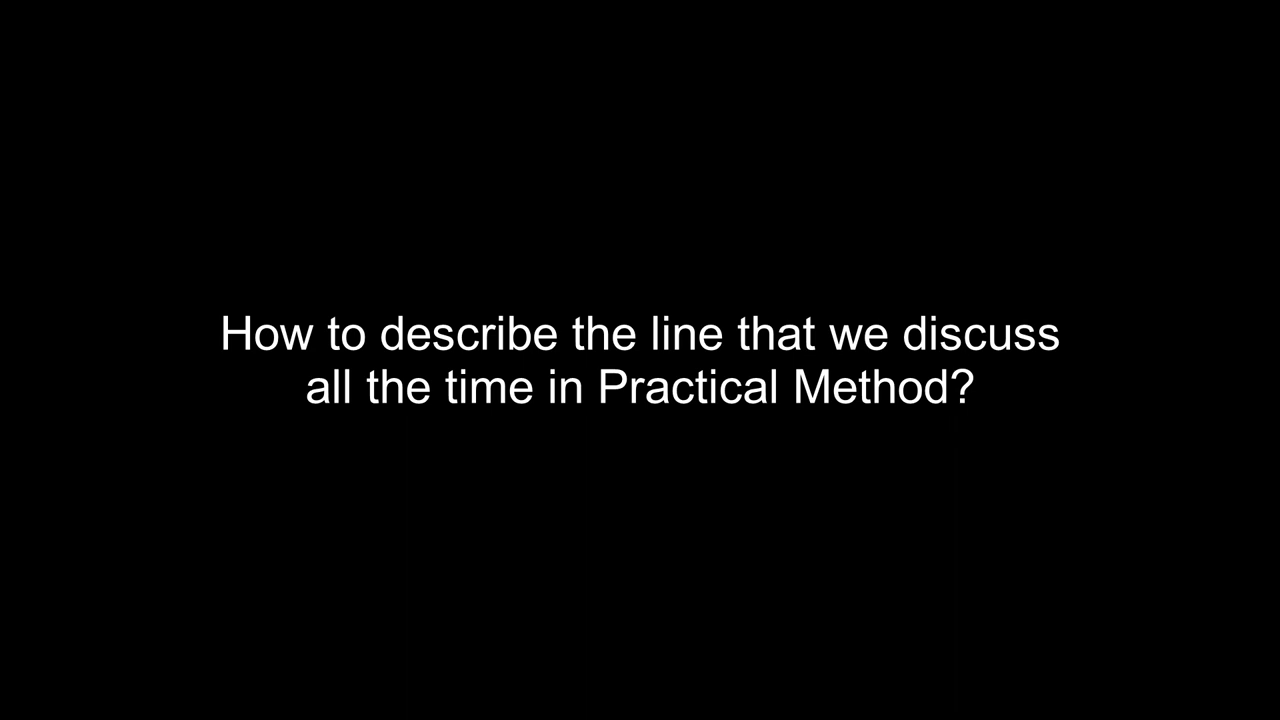 How to describe the line that we discuss
all the time in Practical Method?